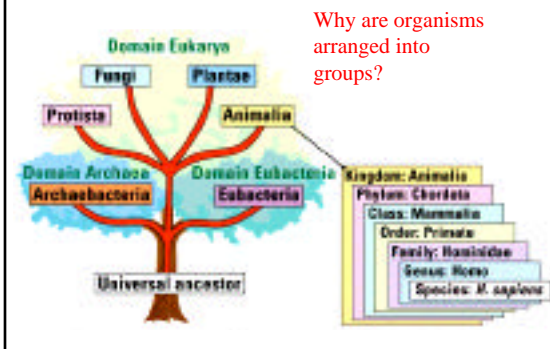 Why are organisms
arranged into
groups?
Domain Eukarya
Fungi
Plantae
Protista
Animalia
Domain Archaea
Domain Eubacteria
Archaebacteria
Eubacteria
Universal ancestor
Kingdom: Animalia
Phylum: Chordata
Class: Mammalia
Order: Primate
Family: Hominidae
Genus: Homo
Species: H. sapiens